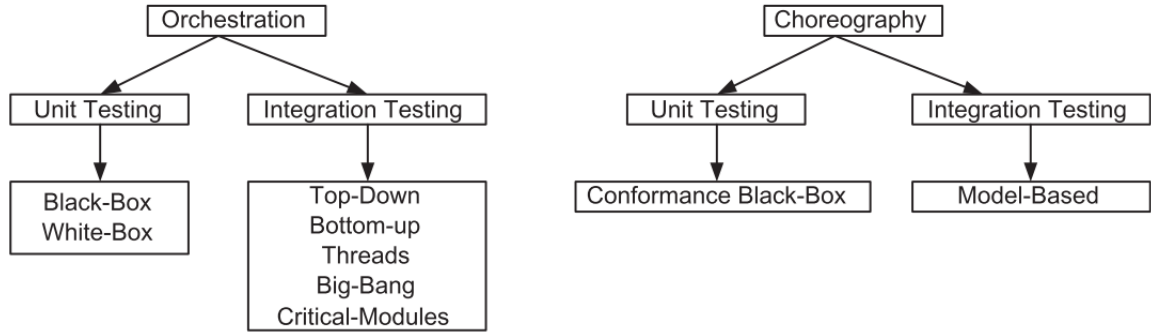 Orchestration
Unit Testing
Integration Testing
Black-Box
White-Box
Top-Down
Bottom-up
Threads
Big-Bang
Critical-Modules
Choreography
Unit Testing
Integration Testing
Conformance Black-Box
Model-Based